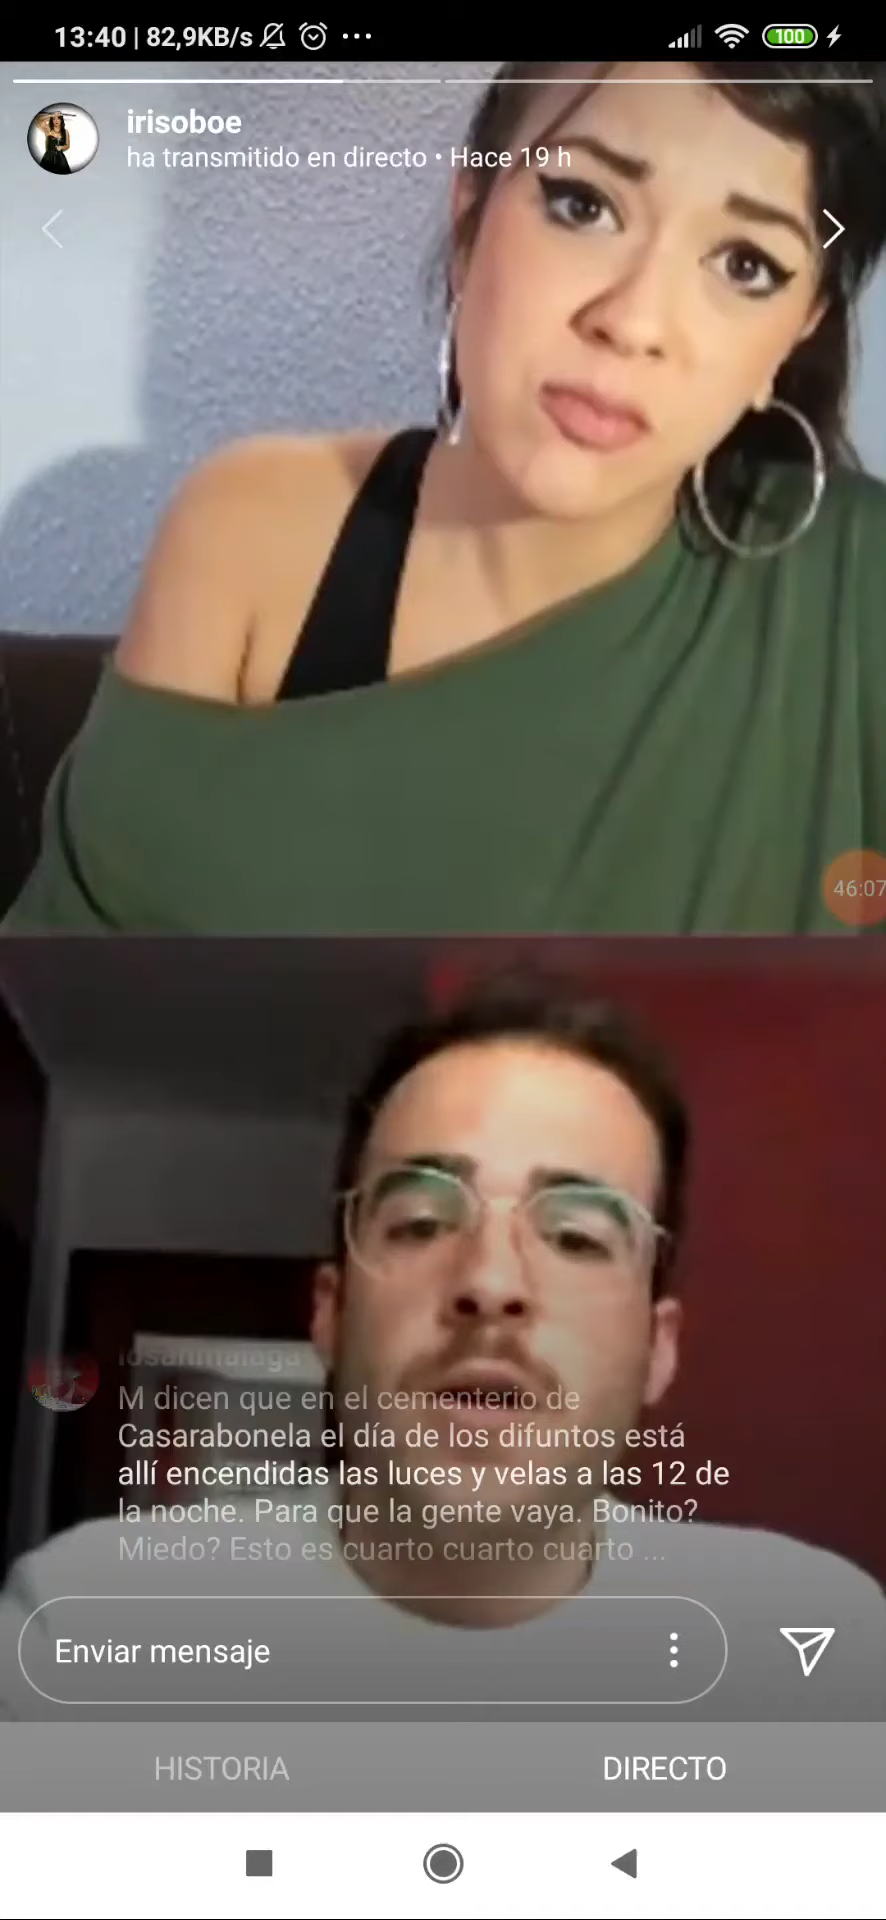 13:40 | 82,9KB/s ...
100
irisoboe
ha transmitido en directo • Hace 19 h
46:07
M dicen que en el cementerio de
Casarabonela el día de los difuntos está
allí encendidas las luces y velas a las 12 de
la noche. Para que la gente vaya. Bonito?
Miedo? Esto es cuarto cuarto cuarto ...
Enviar mensaje
HISTORIA
DIRECTO